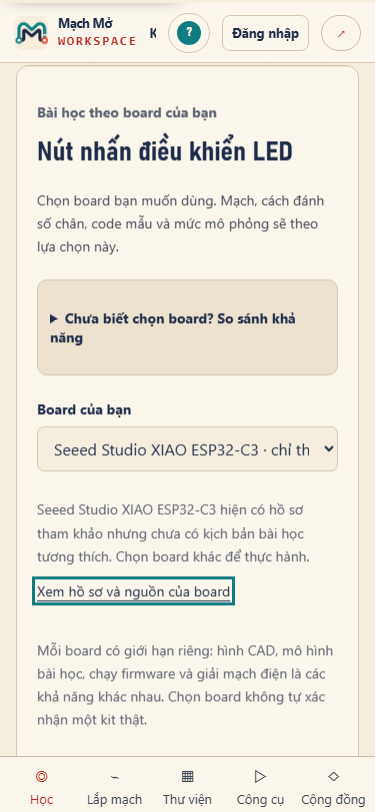 Mạch Mở
WORKSPACE
K
?
Đăng nhập
Bài học theo board của bạn
Nút nhấn điều khiển LED
Chọn board bạn muốn dùng. Mạch, cách đánh
số chân, code mẫu và mức mô phỏng sẽ theo
lựa chọn này.
Chưa biết chọn board? So sánh khả
năng
Board của bạn
Seeed Studio XIAO ESP32-C3 · chỉ th
Seeed Studio XIAO ESP32-C3 hiện có hồ sơ
tham khảo nhưng chưa có kịch bản bài học
tương thích. Chọn board khác để thực hành.
Xem hồ sơ và nguồn của board
Mỗi board có giới hạn riêng: hình CAD, mô hình
bài học, chạy firmware và giải mạch điện là các
khả năng khác nhau. Chọn board không tự xác
nhận một kit thật.
Học
Lắp mạch
Thư viện
Công cụ
Cộng đồng